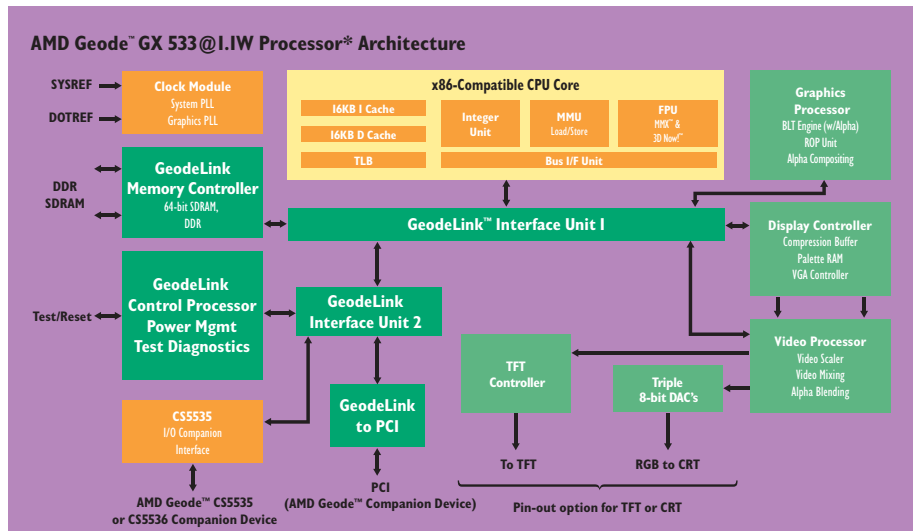 AMD Geode™ GX 533@1.1W Processor* Architecture
SYSREF
DOTREF
Clock Module
System PLL
Graphics PLL
x86-Compatible CPU Core
16KB I Cache
16KB D Cache
TLB
Integer
Unit
MMU
Load/Store
FPU
MMX™ &
3D Now!™
Bus I/F Unit
Graphics
Processor
BLT Engine (w/Alpha)
ROP Unit
Alpha Compositing
DDR
SDRAM
GeodeLink
Memory Controller
64-bit SDRAM,
DDR
GeodeLink™ Interface Unit 1
Display Controller
Compression Buffer
Palette RAM
VGA Controller
Test/Reset
GeodeLink
Control Processor
Power Mgmt
Test Diagnostics
GeodeLink
Interface Unit 2
TFT
Controller
Triple
8-bit DAC's
Video Processor
Video Scaler
Video Mixing
Alpha Blending
CS5535
I/O Companion
Interface
GeodeLink
to PCI
To TFT
RGB to CRT
AMD Geode™ CS5535
or CS5536 Companion Device
PCI
(AMD Geode™ Companion Device)
Pin-out option for TFT or CRT